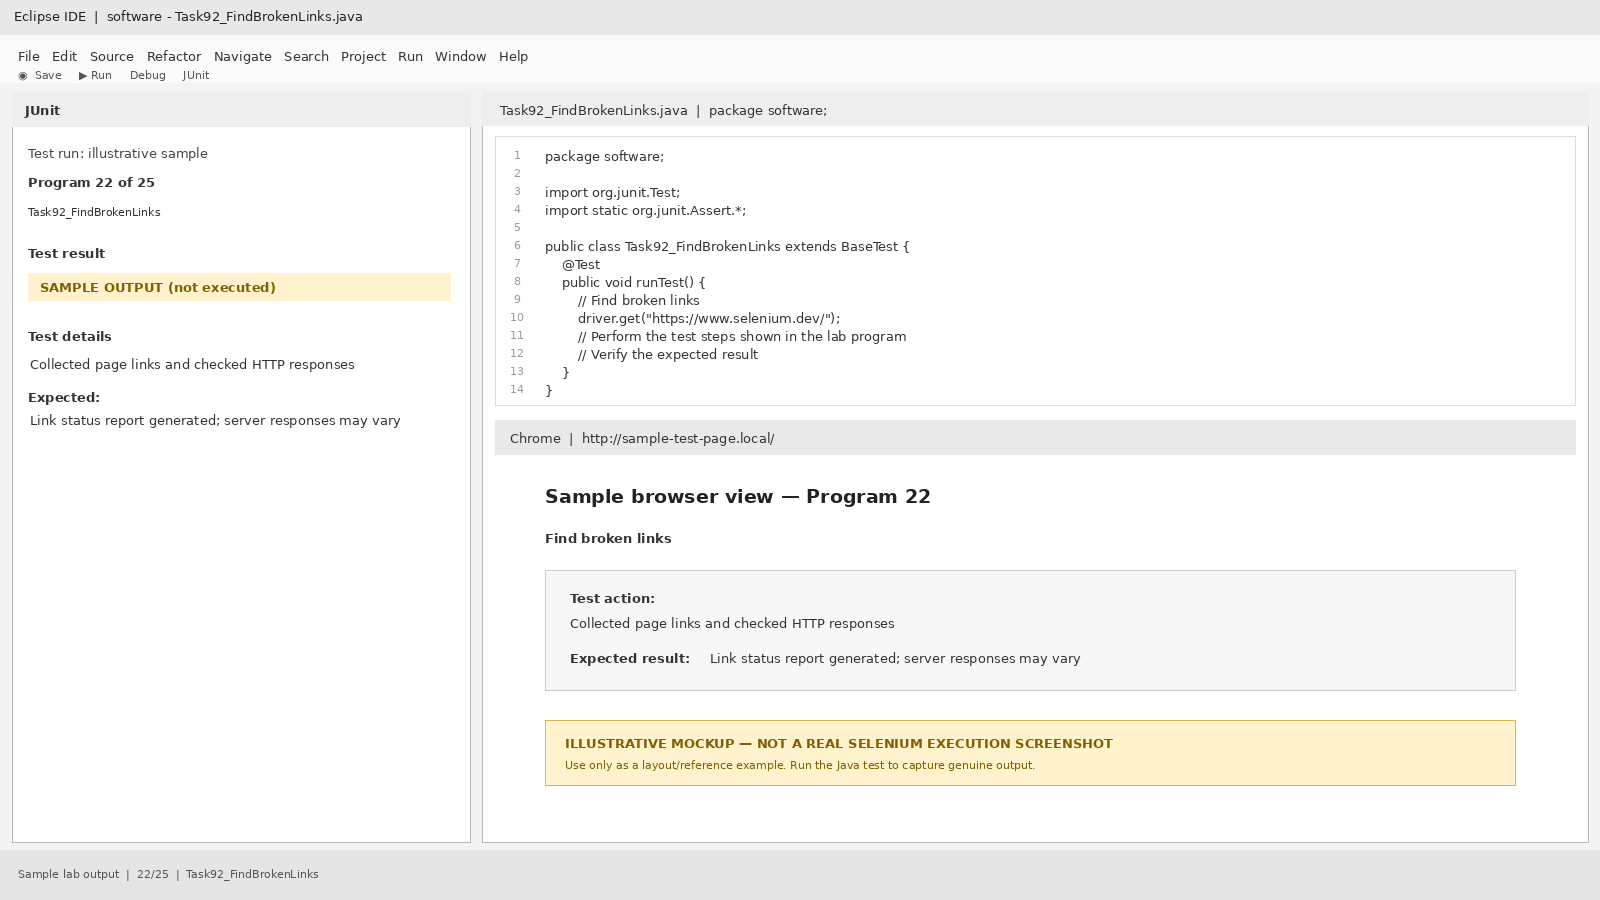 Eclipse IDE  |  software - Task92_FindBrokenLinks.java
File   Edit   Source   Refactor   Navigate   Search   Project   Run   Window   Help
◉  Save     ▶ Run     Debug     JUnit
JUnit
Test run: illustrative sample
Program 22 of 25
Task92_FindBrokenLinks
Test result
SAMPLE OUTPUT (not executed)
Test details
Collected page links and checked HTTP responses
Expected:
Link status report generated; server responses may vary
Task92_FindBrokenLinks.java  |  package software;
1 package software;
2
3 import org.junit.Test;
4 import static org.junit.Assert.*;
5
6 public class Task92_FindBrokenLinks extends BaseTest {
7     @Test
8     public void runTest() {
9         // Find broken links
10         driver.get("https://www.selenium.dev/");
11         // Perform the test steps shown in the lab program
12         // Verify the expected result
13     }
14 }
Chrome  |  http://sample-test-page.local/
Sample browser view — Program 22
Find broken links
Test action:
Collected page links and checked HTTP responses
Expected result:   Link status report generated; server responses may vary
ILLUSTRATIVE MOCKUP — NOT A REAL SELENIUM EXECUTION SCREENSHOT
Use only as a layout/reference example. Run the Java test to capture genuine output.
Sample lab output  |  22/25  |  Task92_FindBrokenLinks